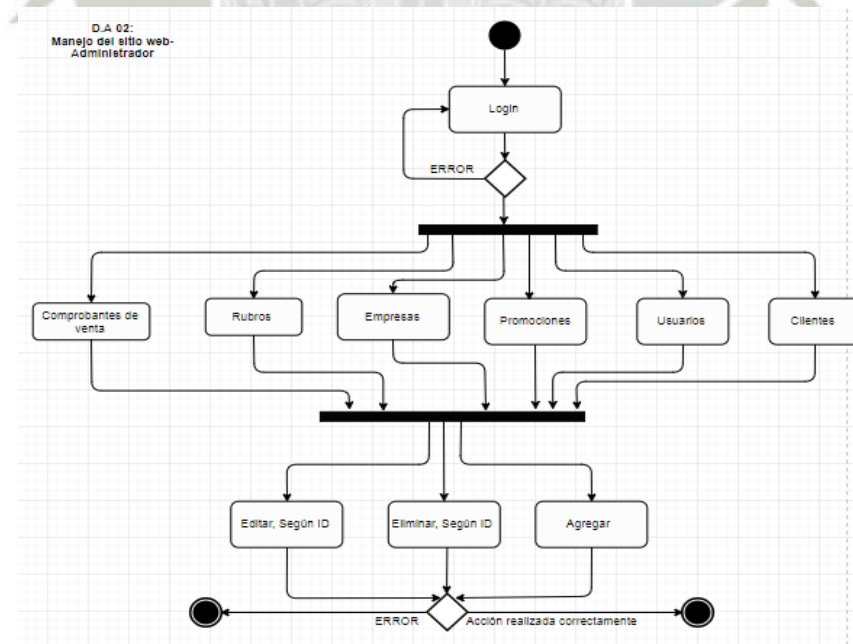 D.A 02:
Manejo del sitio web-
Administrador
Login
ERROR
Comprobantes de
venta
Rubros
Empresas
Promociones
Usuarios
Clientes
Editar, Según ID
Eliminar, Según ID
Agregar
ERROR
Acción realizada correctamente